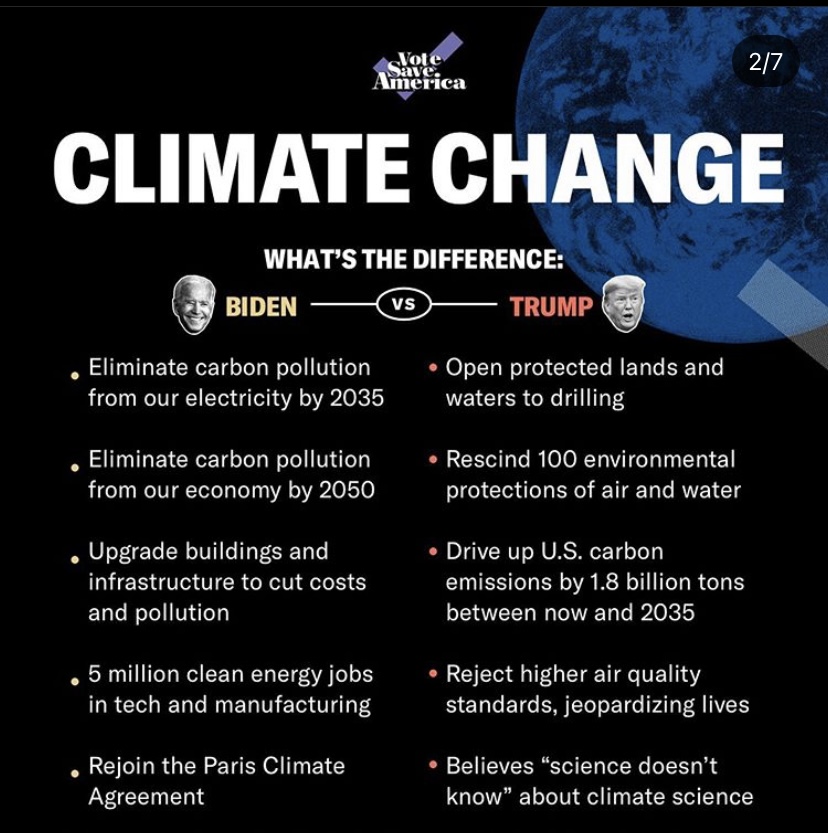 Vote
Save
America
2/7
CLIMATE CHANGE
WHAT'S THE DIFFERENCE:
BIDEN VS TRUMP
• Eliminate carbon pollution
from our electricity by 2035
• Eliminate carbon pollution
from our economy by 2050
• Upgrade buildings and
infrastructure to cut costs
and pollution
• 5 million clean energy jobs
in tech and manufacturing
• Rejoin the Paris Climate
Agreement
• Open protected lands and
waters to drilling
• Rescind 100 environmental
protections of air and water
• Drive up U.S. carbon
emissions by 1.8 billion tons
between now and 2035
• Reject higher air quality
standards, jeopardizing lives
• Believes “science doesn’t
know” about climate science